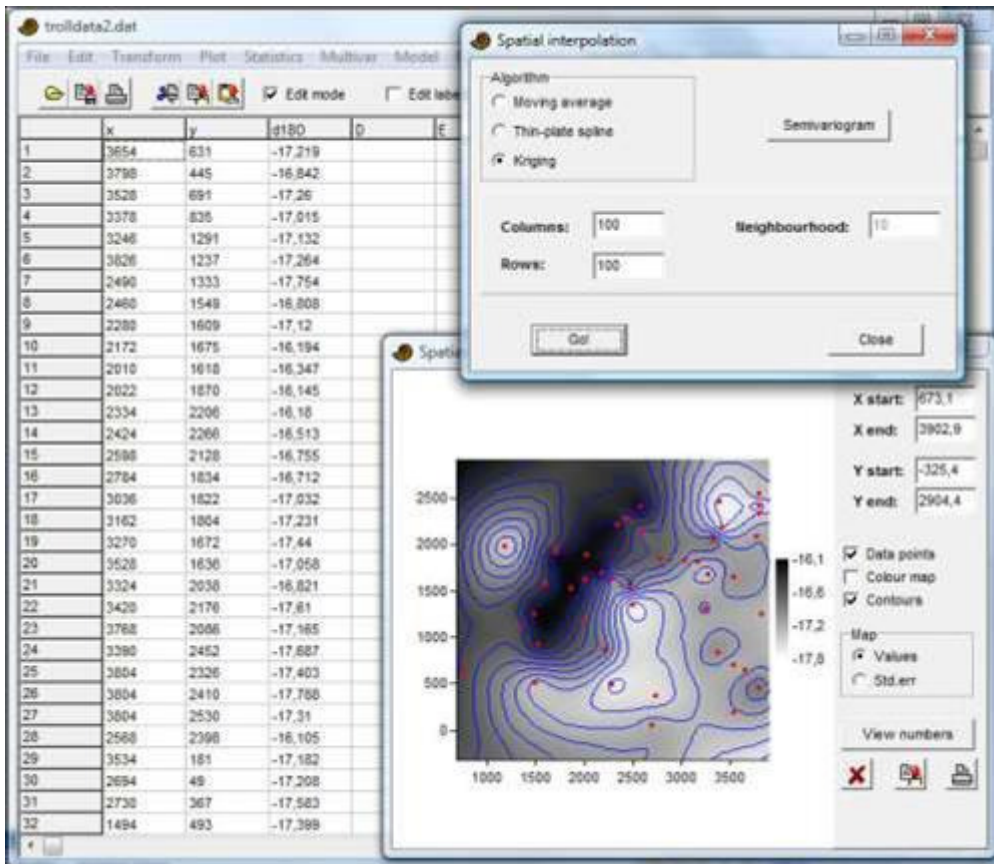 trolldata2.dat
File Edit Transform Plot Statistics Multivar Model
Edit mode Edit labe
x y d18O D E
1 3654 631 -17,219
2 3798 445 -16,842
3 3528 691 -17,26
4 3378 835 -17,015
5 3246 1291 -17,132
6 3826 1237 -17,264
7 2490 1333 -17,754
8 2460 1549 -16,808
9 2280 1609 -17,12
10 2172 1675 -16,194
11 2010 1618 -16,347
12 2022 1870 -16,145
13 2334 2206 -16,18
14 2424 2266 -16,513
15 2598 2128 -16,755
16 2784 1834 -16,712
17 3036 1822 -17,032
18 3162 1804 -17,231
19 3270 1672 -17,44
20 3528 1636 -17,058
21 3324 2038 -16,821
22 3420 2176 -17,61
23 3768 2086 -17,165
24 3390 2452 -17,687
25 3804 2326 -17,403
26 3804 2410 -17,768
27 3804 2530 -17,31
28 2568 2398 -16,105
29 3534 181 -17,182
30 2694 49 -17,208
31 2730 367 -17,583
32 1494 493 -17,399
Spatial interpolation
Algorithm
Moving average
Thin-plate spline
Kriging
Semivariogram
Columns: 100
Neighbourhood: 10
Rows: 100
Go!
Close
Spatia
X start: 673,1
X end: 3902,9
Y start: -325,4
Y end: 2904,4
Data points
Colour map
Contours
Map
Values
Std.err
View numbers
2500
2000
1500
1000
500
0
1000 1500 2000 2500 3000 3500
-16,1
-16,6
-17,2
-17,8